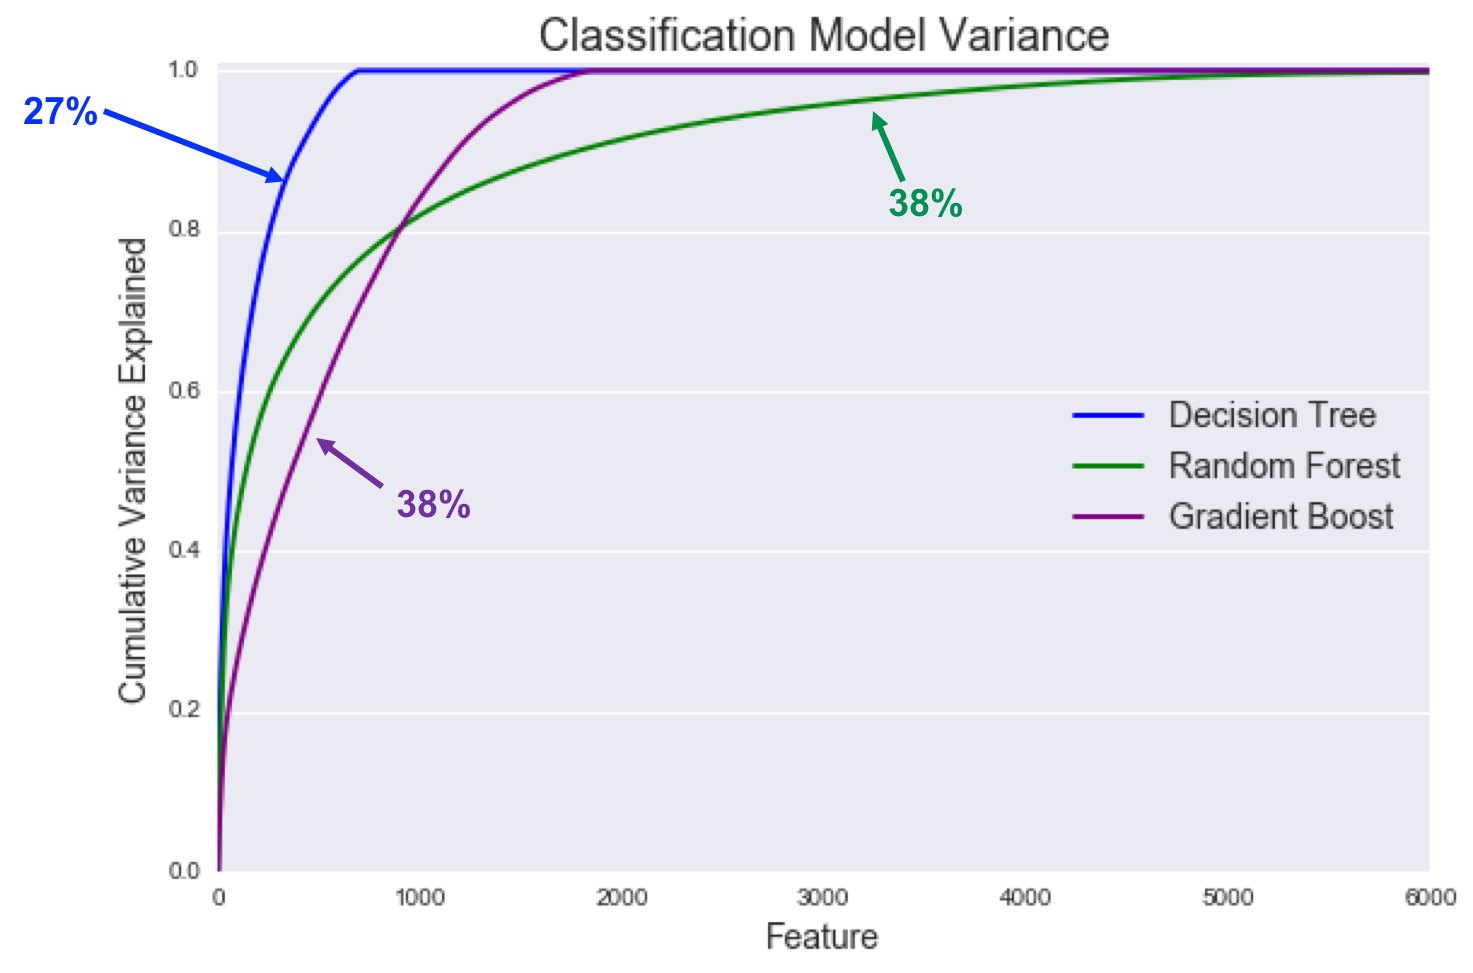 Classification Model Variance
1.0
27%
38%
0.8
Cumulative Variance Explained
0.6
Decision Tree
Random Forest
38%
Gradient Boost
0.4
0.2
0.0
0 1000 2000 3000 4000 5000 6000
Feature